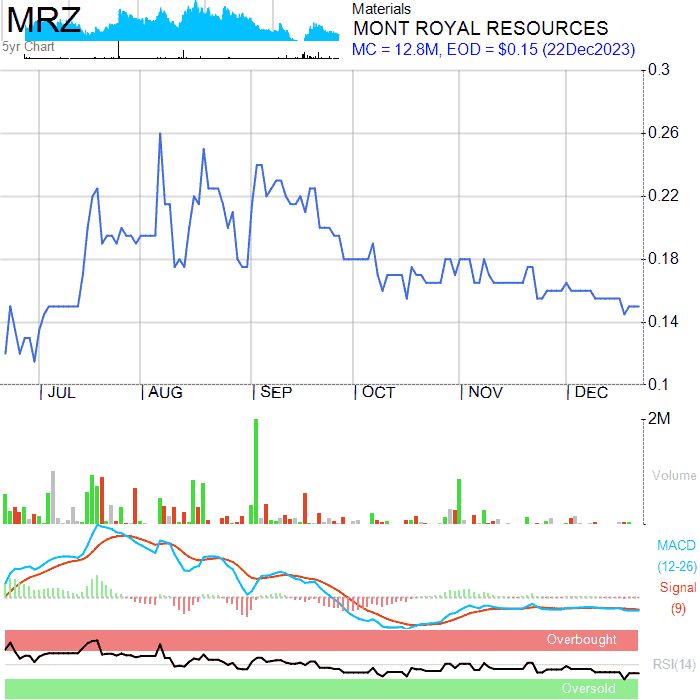 MRZ
Materials
MONT ROYAL RESOURCES
5yr Chart
MC = 12.8M, EOD = $0.15 (22Dec2023)
0.3
0.26
0.22
0.18
0.14
0.1
JUL AUG SEP OCT NOV DEC
2M
Volume
MACD
(12-26)
Signal
(9)
Overbought
RSI(14)
Oversold